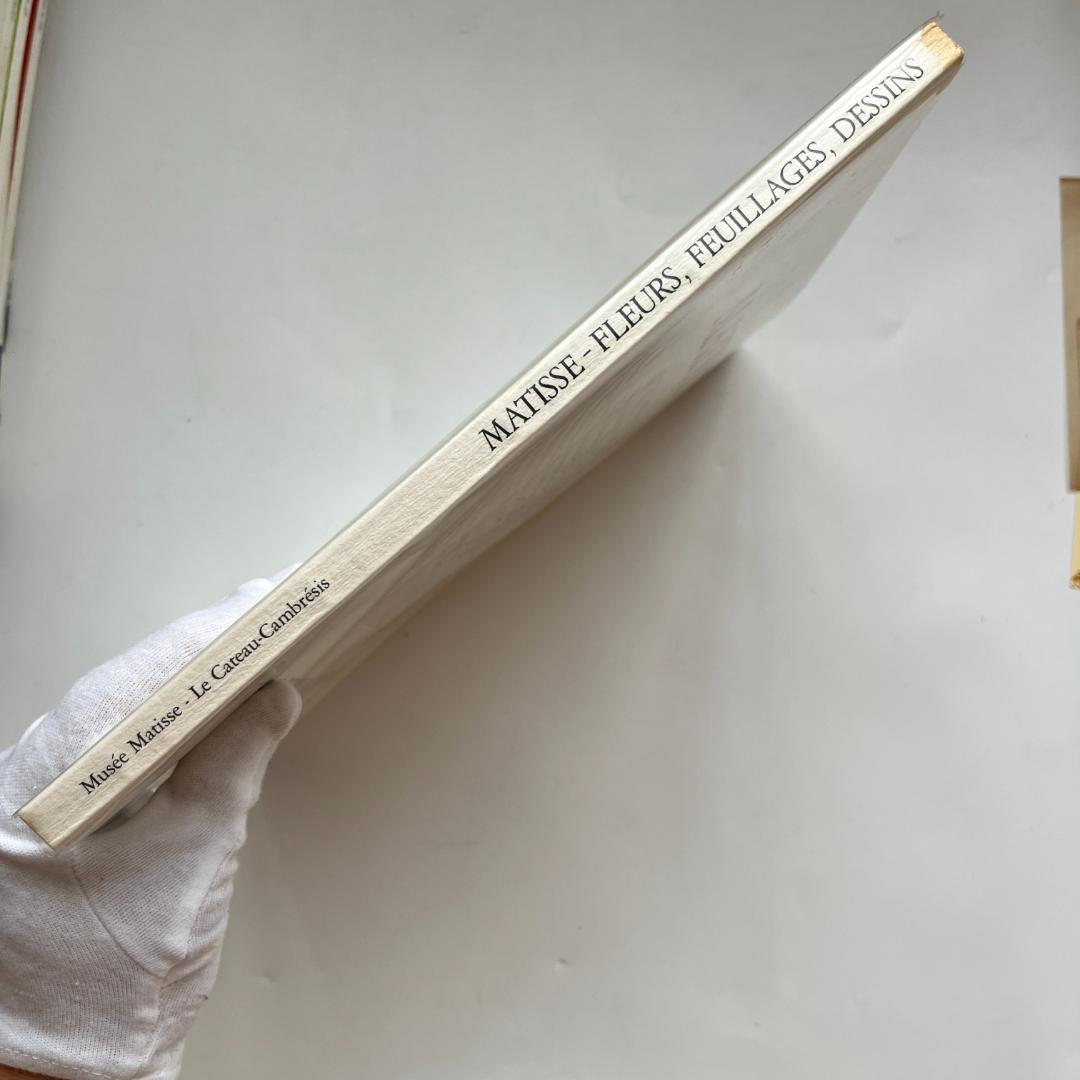 MATISSE - FLEURS, FEUILLAGES, DESSINS
Musée Matisse - Le Cateau-Cambrésis